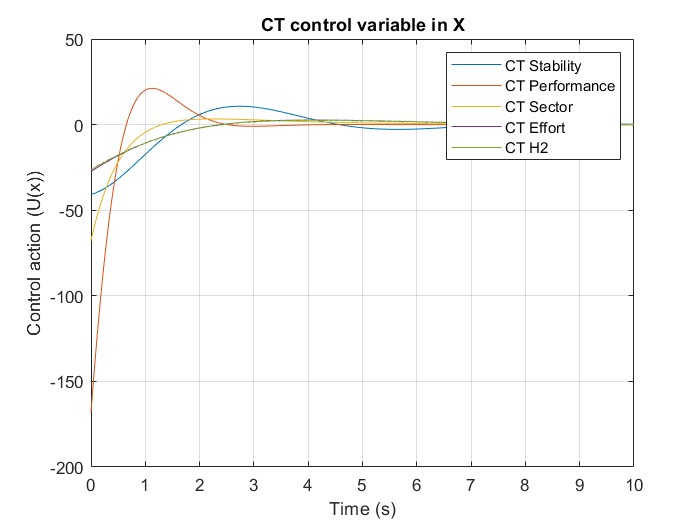 CT control variable in X
50
0
-50
-100
-150
-200
Control action (U(x))
CT Stability
CT Performance
CT Sector
CT Effort
CT H2
0 1 2 3 4 5 6 7 8 9 10
Time (s)